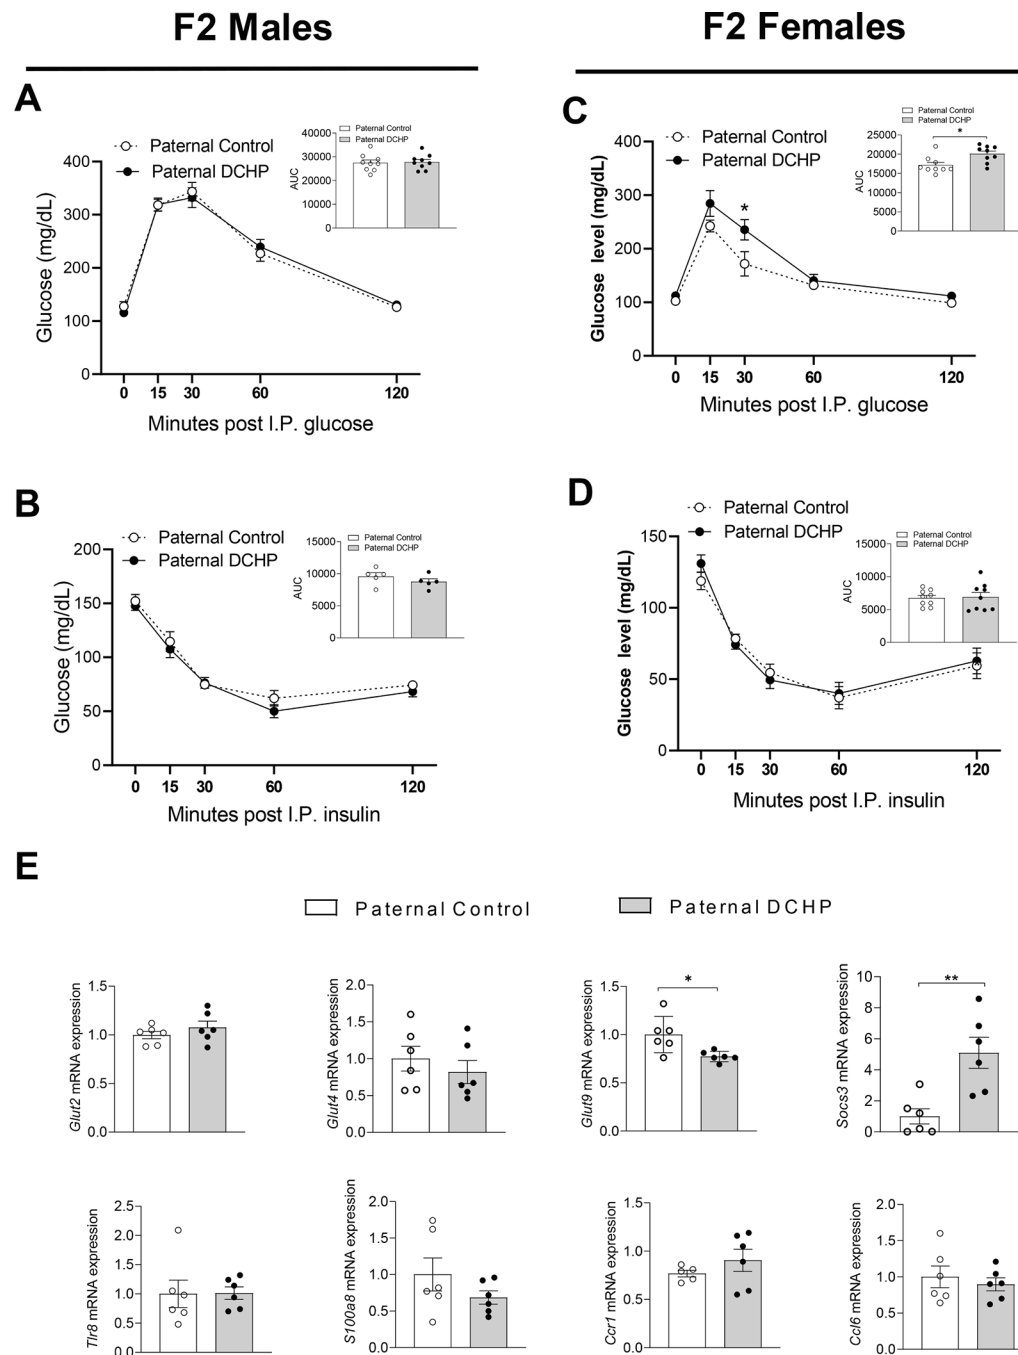 F2 Males
F2 Females
A
Paternal Control
Paternal DCHP
Glucose (mg/dL)
400
300
200
100
0
0 15 30 60 120
Minutes post I.P. glucose
Paternal Control
Paternal DCHP
AUC
40000
30000
20000
10000
0
C
Paternal Control
Paternal DCHP
Glucose level (mg/dL)
400
300
200
100
0
*
0 15 30 60 120
Minutes post I.P. glucose
Paternal Control
Paternal DCHP
AUC
25000
20000
15000
10000
5000
0
*
B
Paternal Control
Paternal DCHP
Glucose (mg/dL)
200
150
100
50
0
0 15 30 60 120
Minutes post I.P. insulin
Paternal Control
Paternal DCHP
AUC
15000
10000
5000
0
D
Paternal Control
Paternal DCHP
Glucose level (mg/dL)
150
100
50
0
0 15 30 60 120
Minutes post I.P. insulin
Paternal Control
Paternal DCHP
AUC
15000
10000
5000
0
E
Paternal Control
Paternal DCHP
Glut2 mRNA expression
1.5
1.0
0.5
0.0
Glut4 mRNA expression
2.0
1.5
1.0
0.5
0.0
Glut9 mRNA expression
1.5
1.0
0.5
0.0
*
Socs3 mRNA expression
10
8
6
4
2
0
**
Tlr8 mRNA expression
2.5
2.0
1.5
1.0
0.5
0.0
S100a8 mRNA expression
2.0
1.5
1.0
0.5
0.0
Ccr1 mRNA expression
1.5
1.0
0.5
0.0
Ccl6 mRNA expression
2.0
1.5
1.0
0.5
0.0